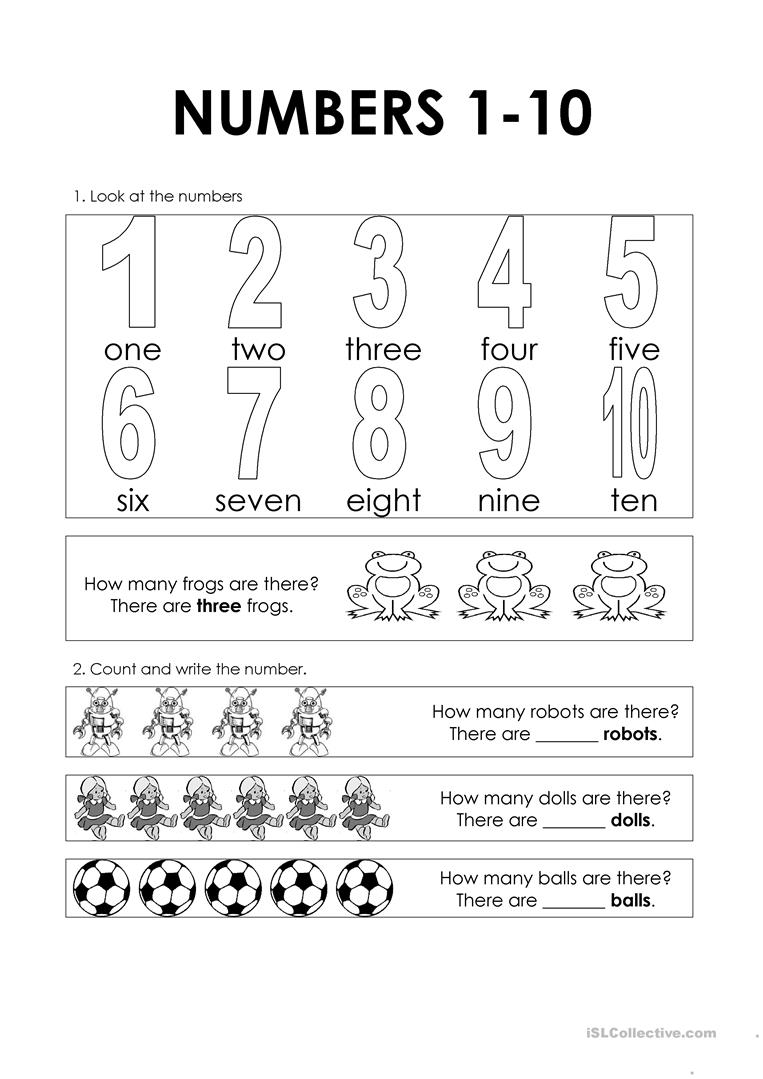 NUMBERS 1-10
1. Look at the numbers
1 2 3 4 5
one two three four five
6 7 8 9 10
six seven eight nine ten
How many frogs are there?
There are three frogs.
2. Count and write the number.
How many robots are there?
There are ______ robots.
How many dolls are there?
There are ______ dolls.
How many balls are there?
There are ______ balls.
iSLCollective.com